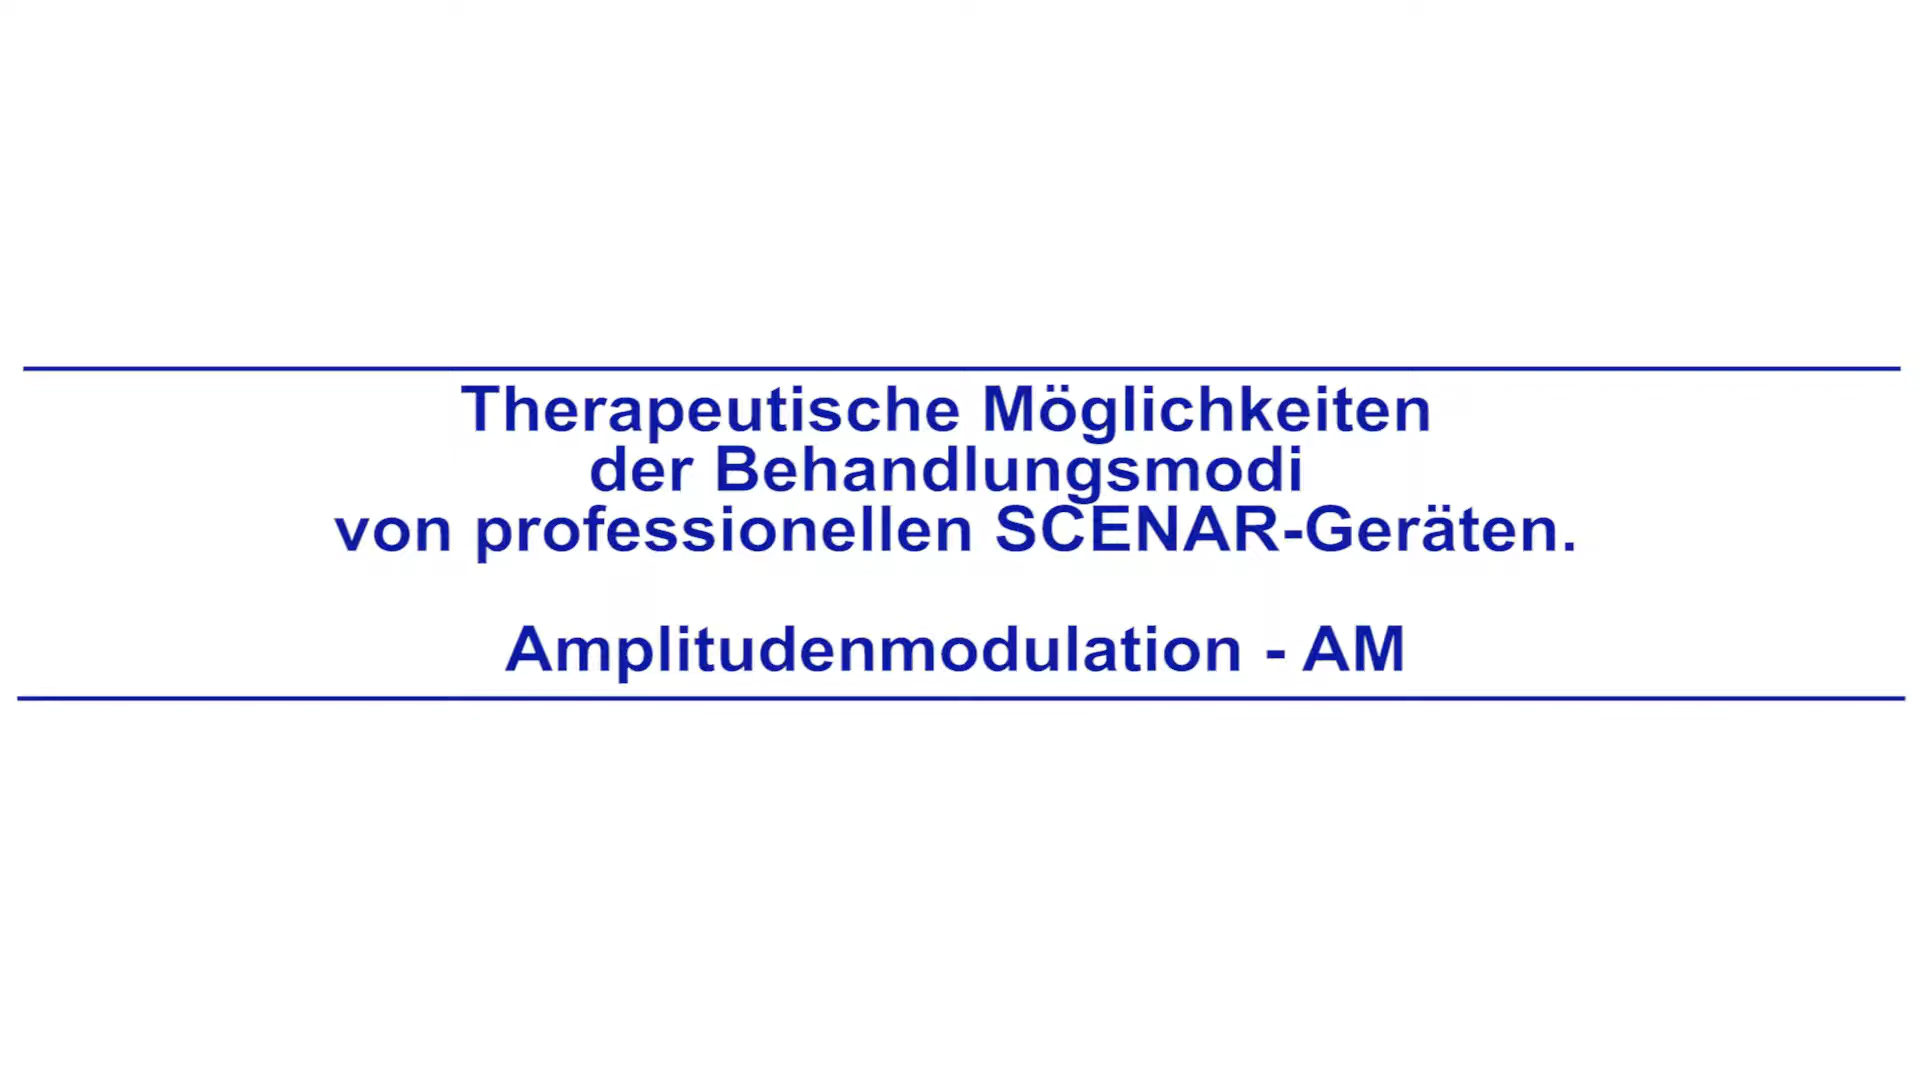 Therapeutische Möglichkeiten
der Behandlungsmodi
von professionellen SCENAR-Geräten.
Amplitudenmodulation - AM